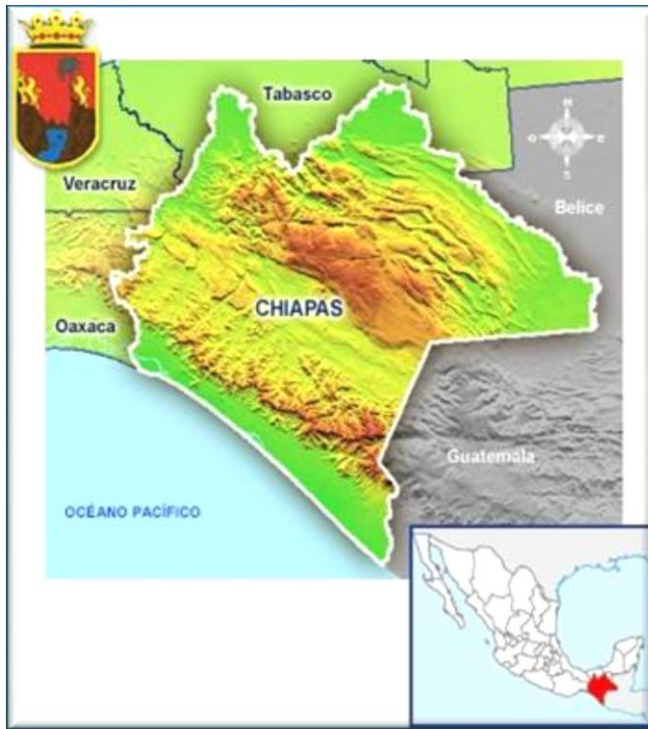 Tabasco
N
O E
S
Veracruz
Belice
CHIAPAS
Oaxaca
Guatemala
OCÉANO PACÍFICO